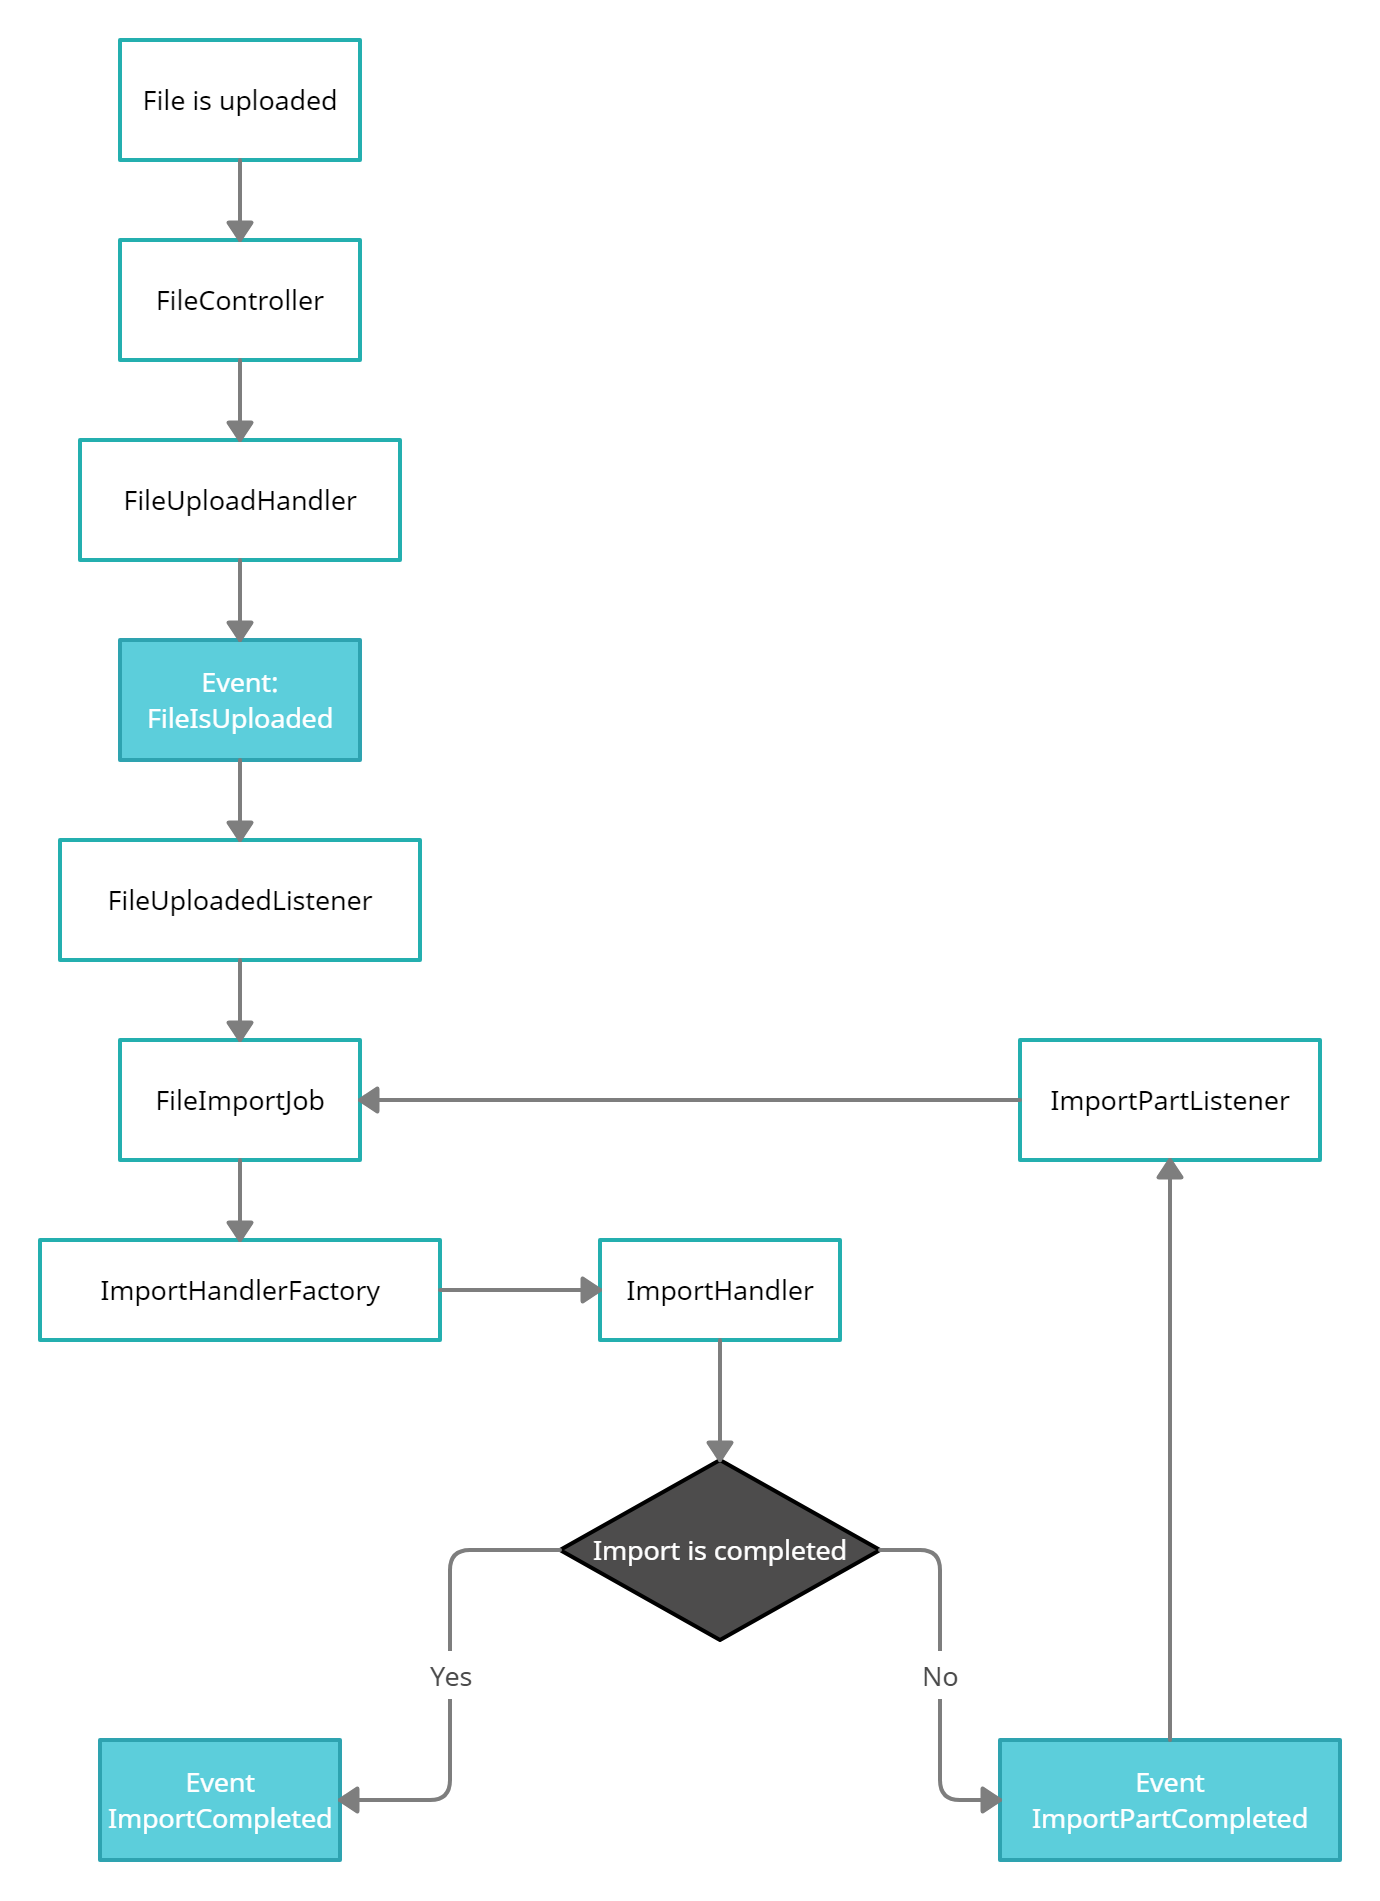 File is uploaded
FileController
FileUploadHandler
Event:
FileIsUploaded
FileUploadedListener
FileImportJob
ImportPartListener
ImportHandlerFactory
ImportHandler
Import is completed
Yes
No
Event
ImportCompleted
Event
ImportPartCompleted